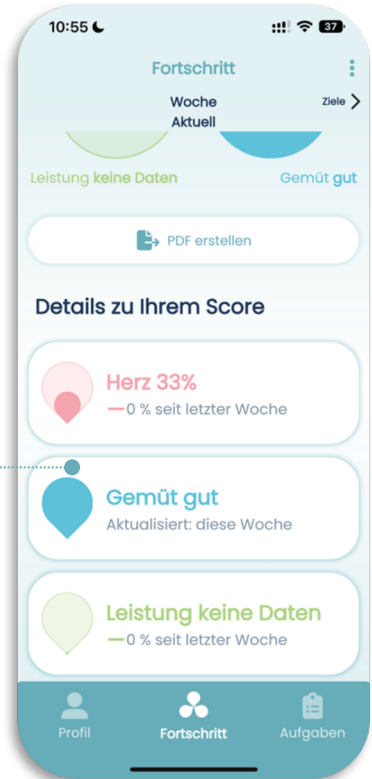 10:55
37
Fortschritt
Woche
Aktuell
Ziele
Leistung keine Daten
Gemüt gut
PDF erstellen
Details zu Ihrem Score
Herz 33%
0 % seit letzter Woche
Gemüt gut
Aktualisiert: diese Woche
Leistung keine Daten
0 % seit letzter Woche
Profil
Fortschritt
Aufgaben